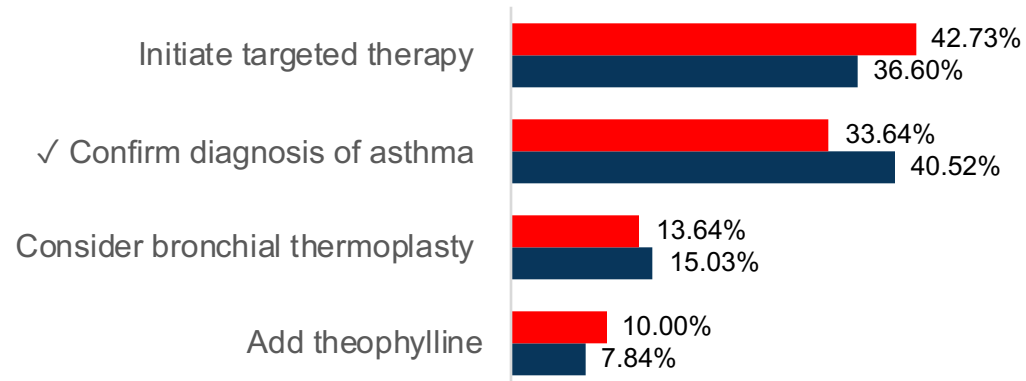 Initiate targeted therapy
42.73%
36.60%
✓ Confirm diagnosis of asthma
33.64%
40.52%
Consider bronchial thermoplasty
13.64%
15.03%
Add theophylline
10.00%
7.84%